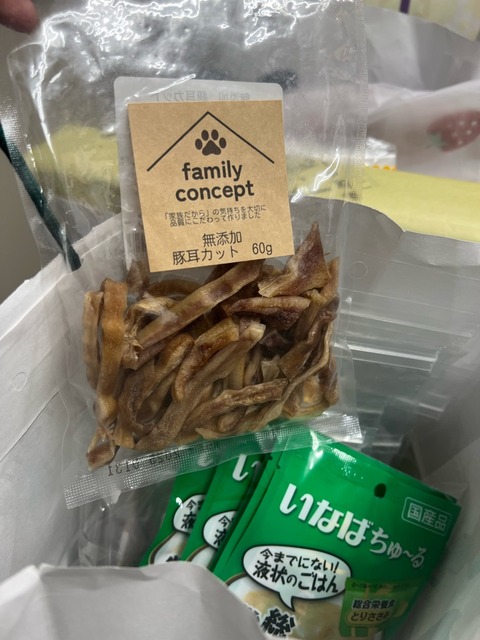 family
concept
「家族だから」の気持ちを大切に
品質にこだわって作りました
無添加
豚耳カット 60g
いなばちゅ〜る
国産品
今までにない!
液状のごはん
総合栄養食
とりささみ